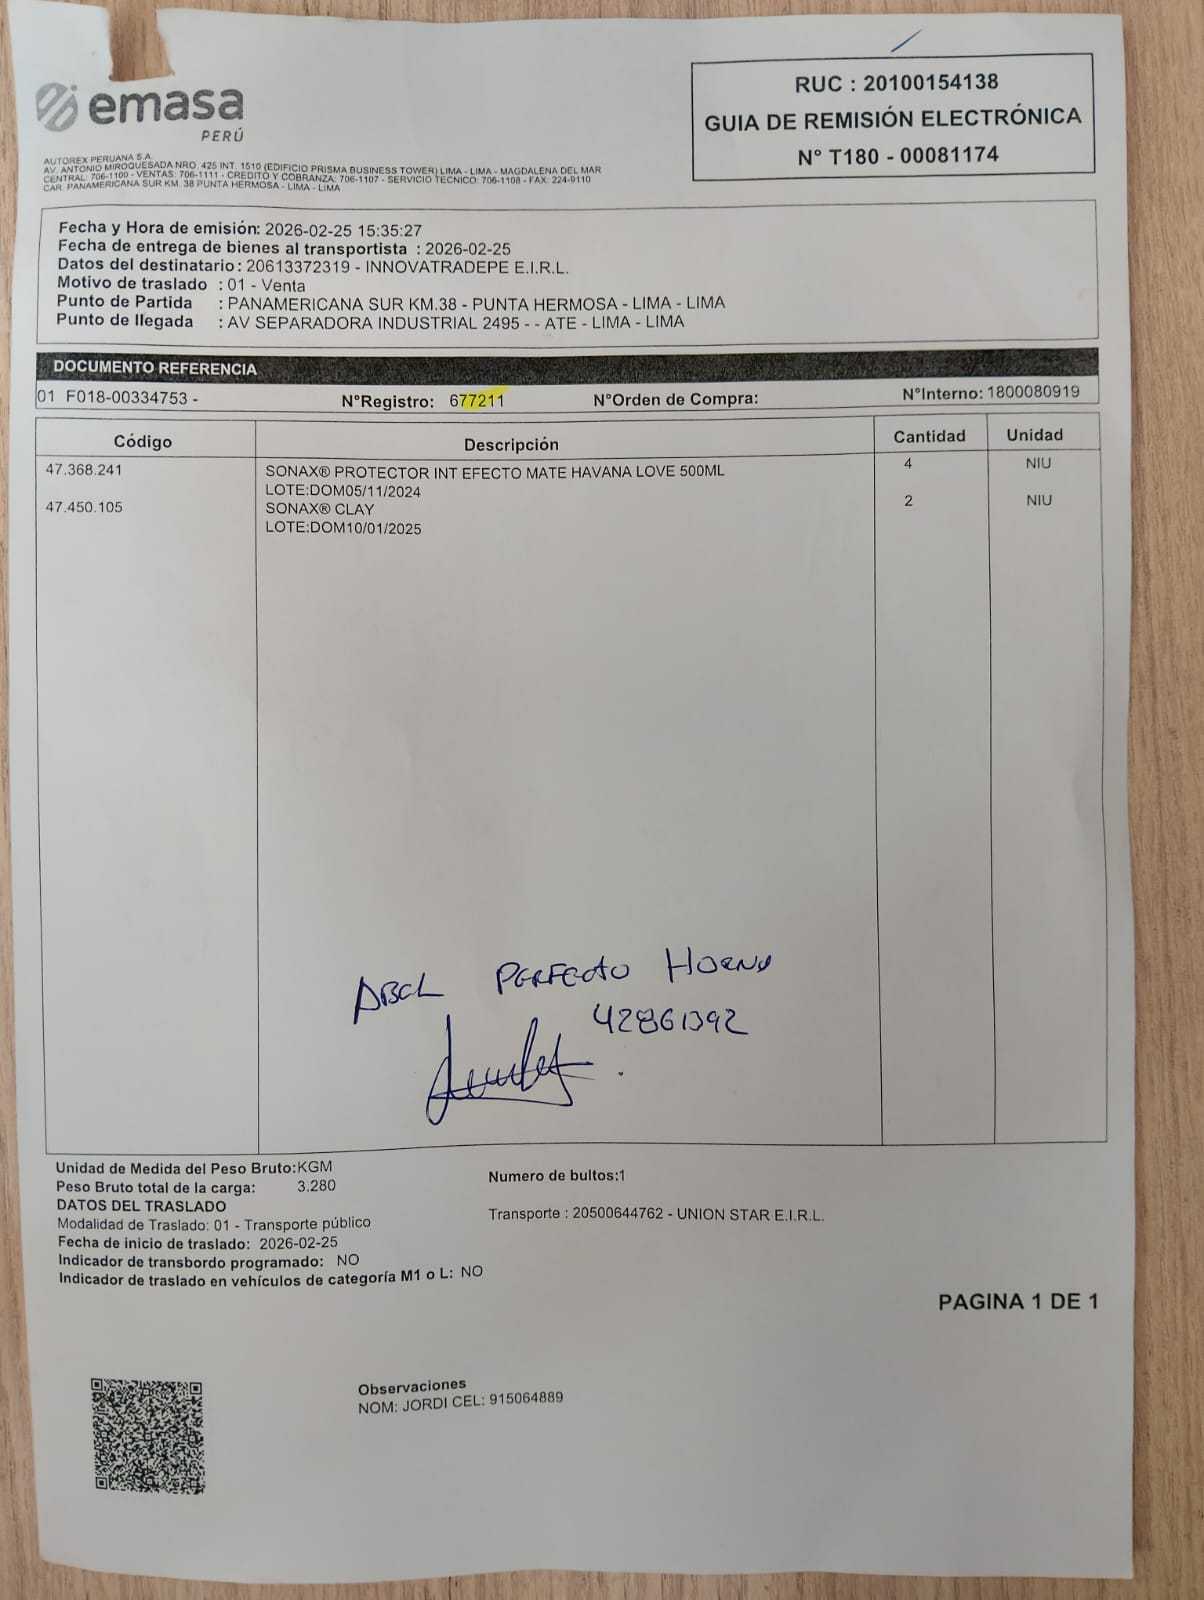 emasa
PERÚ
AUTOREX PERUANA S.A.
AV. ANTONIO MIROQUESADA NRO. 425 INT. 1510 (EDIFICIO PRISMA BUSINESS TOWER) LIMA - LIMA - MAGDALENA DEL MAR
CENTRAL: 706-1100 - VENTAS: 706-1111 - CREDITO Y COBRANZA: 706-1107 - SERVICIO TECNICO: 706-1108 - FAX: 224-9110
CAR. PANAMERICANA SUR KM. 38 PUNTA HERMOSA - LIMA - LIMA
RUC : 20100154138
GUIA DE REMISIÓN ELECTRÓNICA
N° T180 - 00081174
Fecha y Hora de emisión: 2026-02-25 15:35:27
Fecha de entrega de bienes al transportista : 2026-02-25
Datos del destinatario : 20613372319 - INNOVATRADEPE E.I.R.L.
Motivo de traslado : 01 - Venta
Punto de Partida : PANAMERICANA SUR KM.38 - PUNTA HERMOSA - LIMA - LIMA
Punto de llegada : AV SEPARADORA INDUSTRIAL 2495 - - ATE - LIMA - LIMA
DOCUMENTO REFERENCIA
01 F018-00334753 - N°Registro: 677211 N°Orden de Compra: N°Interno: 1800080919
Código Descripción Cantidad Unidad
47.368.241 SONAX® PROTECTOR INT EFECTO MATE HAVANA LOVE 500ML 4 NIU
LOTE:DOM05/11/2024
47.450.105 SONAX® CLAY 2 NIU
LOTE:DOM10/01/2025
ABEL PERFECTO HORNA
42861392
Unidad de Medida del Peso Bruto:KGM
Peso Bruto total de la carga: 3.280
Numero de bultos:1
DATOS DEL TRASLADO
Modalidad de Traslado: 01 - Transporte público
Transporte : 20500644762 - UNION STAR E.I.R.L.
Fecha de inicio de traslado: 2026-02-25
Indicador de transbordo programado: NO
Indicador de traslado en vehículos de categoría M1 o L: NO
PAGINA 1 DE 1
Observaciones
NOM: JORDI CEL: 915064889